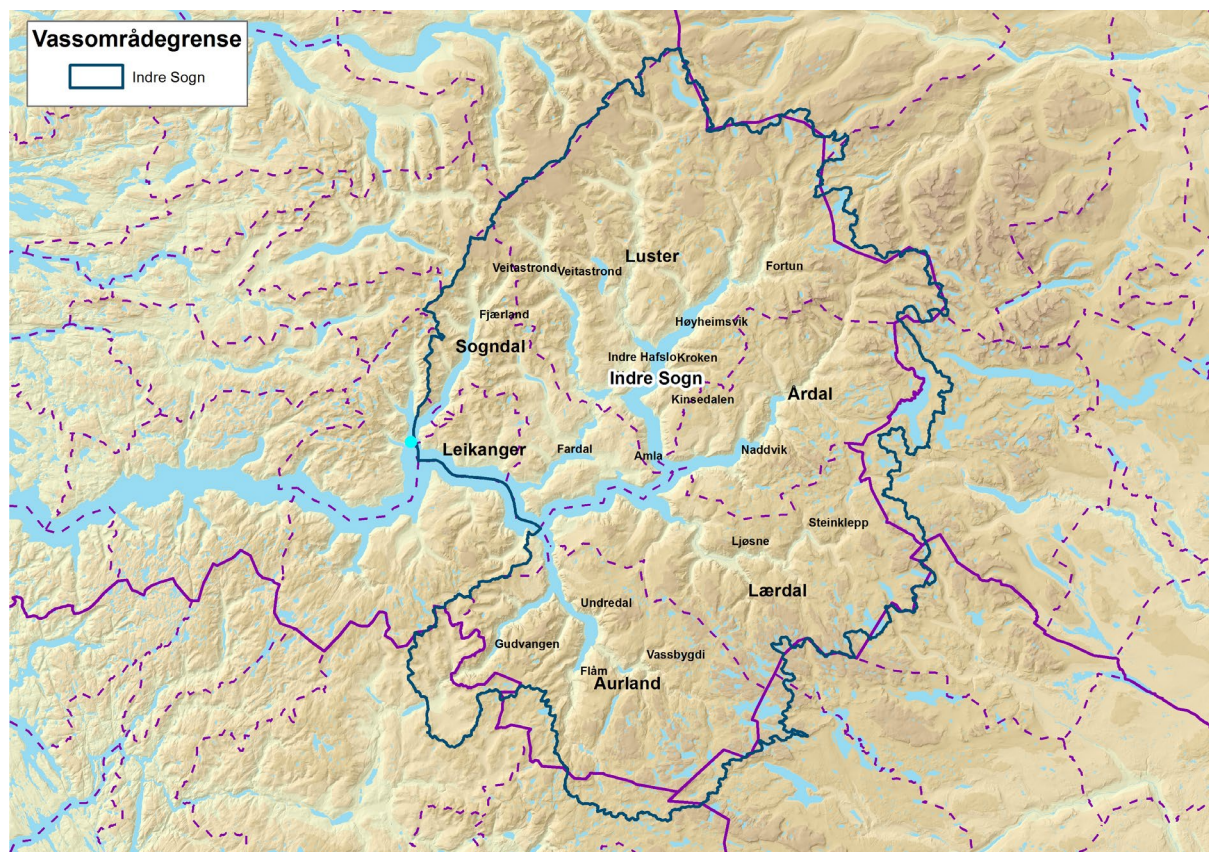 Vassområdegrense
Indre Sogn
Luster
Veitastrond
Veitastrond
Fortun
Fjærland
Høyheimsvik
Sogndal
Indre Hafslo
Kroken
Indre Sogn
Årdal
Kinsedalen
Leikanger
Fardal
Amla
Naddvik
Steinklepp
Ljøsne
Lærdal
Undredal
Gudvangen
Vassbygdi
Flåm
Aurland